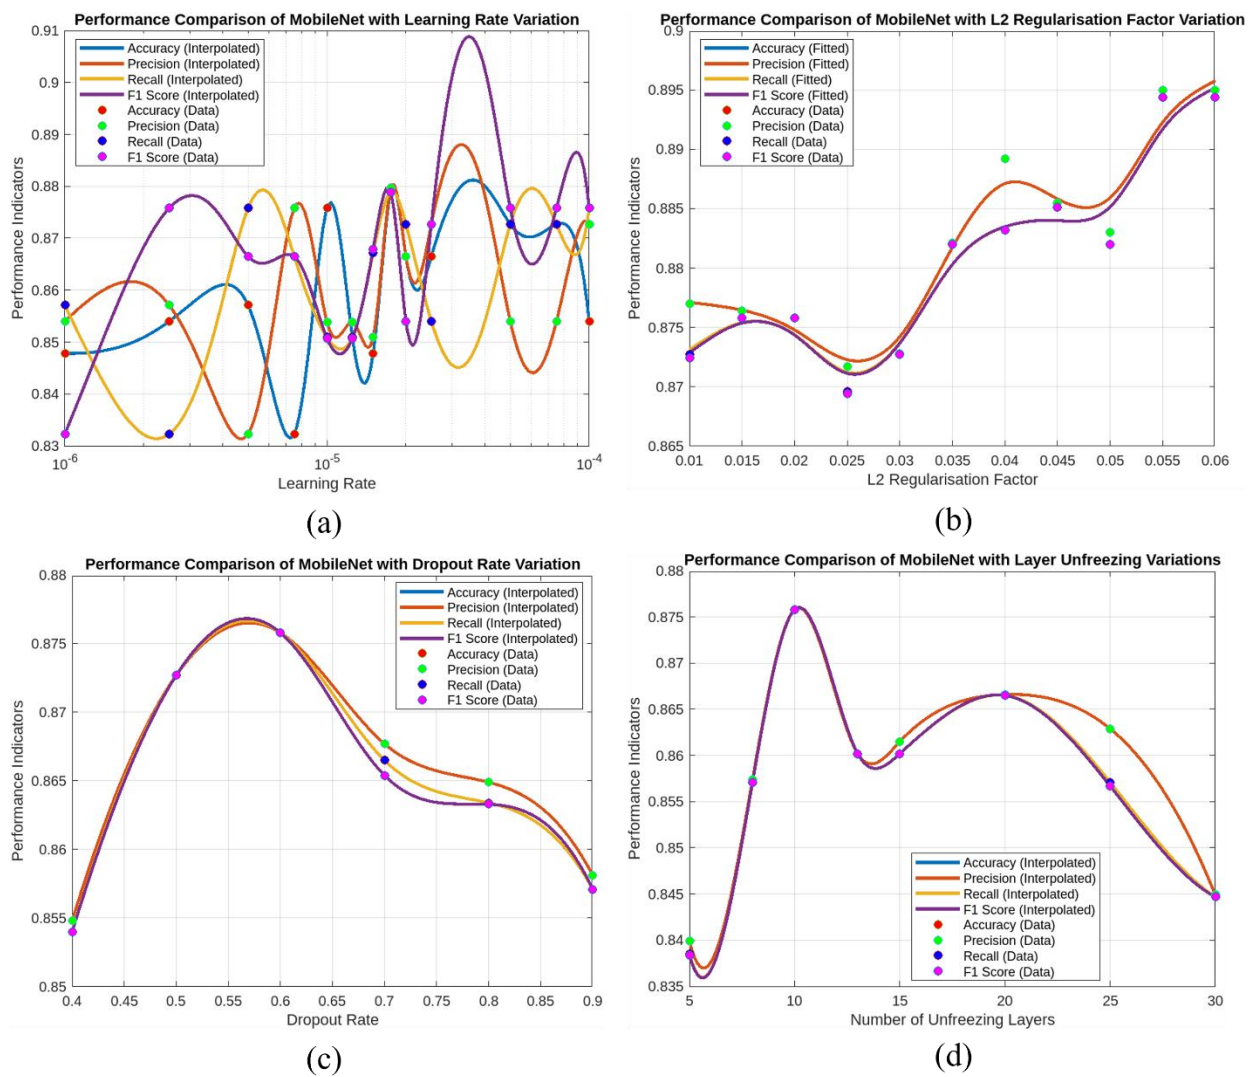 Performance Comparison of MobileNet with Learning Rate Variation
0.91
0.9
0.89
0.88
0.87
0.86
0.85
0.84
0.83
Performance Indicators
Accuracy (Interpolated)
Precision (Interpolated)
Recall (Interpolated)
F1 Score (Interpolated)
Accuracy (Data)
Precision (Data)
Recall (Data)
F1 Score (Data)
10^-6 10^-5 10^-4
Learning Rate
(a)
Performance Comparison of MobileNet with L2 Regularisation Factor Variation
0.9
0.895
0.89
0.885
0.88
0.875
0.87
0.865
Performance Indicators
Accuracy (Fitted)
Precision (Fitted)
Recall (Fitted)
F1 Score (Fitted)
Accuracy (Data)
Precision (Data)
Recall (Data)
F1 Score (Data)
0.01 0.015 0.02 0.025 0.03 0.035 0.04 0.045 0.05 0.055 0.06
L2 Regularisation Factor
(b)
Performance Comparison of MobileNet with Dropout Rate Variation
0.88
0.875
0.87
0.865
0.86
0.855
0.85
Performance Indicators
Accuracy (Interpolated)
Precision (Interpolated)
Recall (Interpolated)
F1 Score (Interpolated)
Accuracy (Data)
Precision (Data)
Recall (Data)
F1 Score (Data)
0.4 0.45 0.5 0.55 0.6 0.65 0.7 0.75 0.8 0.85 0.9
Dropout Rate
(c)
Performance Comparison of MobileNet with Layer Unfreezing Variations
0.88
0.875
0.87
0.865
0.86
0.855
0.85
0.845
0.84
0.835
Performance Indicators
Accuracy (Interpolated)
Precision (Interpolated)
Recall (Interpolated)
F1 Score (Interpolated)
Accuracy (Data)
Precision (Data)
Recall (Data)
F1 Score (Data)
5 10 15 20 25 30
Number of Unfreezing Layers
(d)